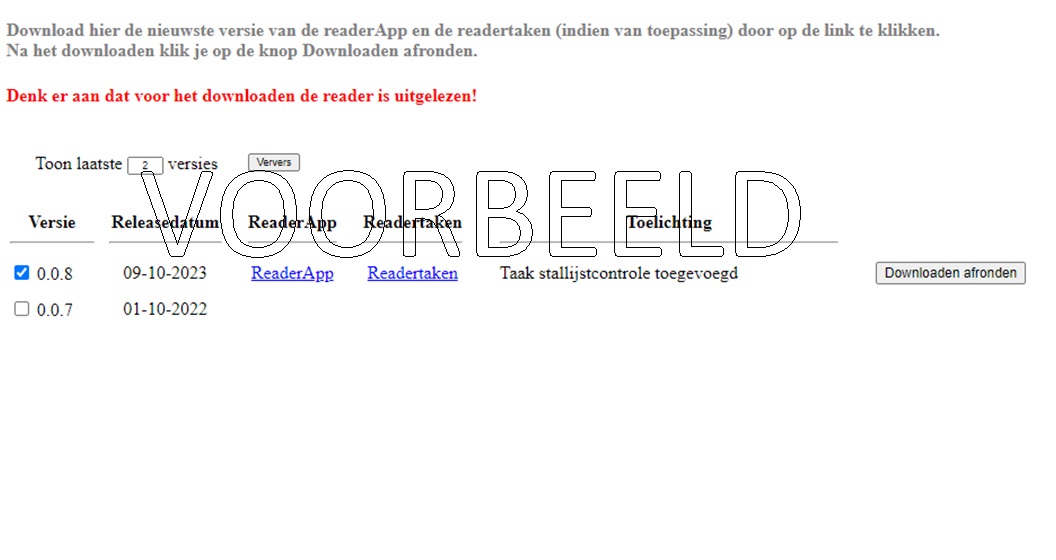 Download hier de nieuwste versie van de readerApp en de readertaken (indien van toepassing) door op de link te klikken.
Na het downloaden klik je op de knop Downloaden afronden.
Denk er aan dat voor het downloaden de reader is uitgelezen!
Toon laatste 2 versies Ververs
VOORBEELD
Versie Releasedatum ReaderApp Readertaken Toelichting
0.0.8 09-10-2023 ReaderApp Readertaken Taak stallijstcontrole toegevoegd Downloaden afronden
0.0.7 01-10-2022